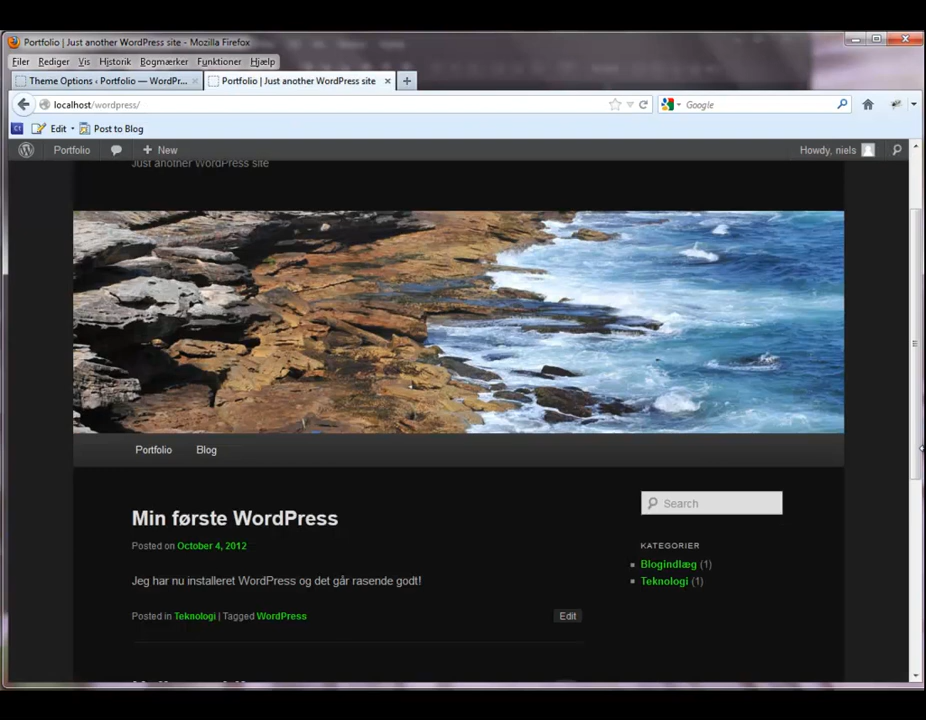 Portfolio | Just another WordPress site - Mozilla Firefox
Filer Rediger Vis Historik Bogmærker Funktioner Hjælp
Theme Options ‹ Portfolio — WordPr... × Portfolio | Just another WordPress site ×
localhost/wordpress/ Google
Edit Post to Blog
Portfolio New Howdy, niels
Just another WordPress site
Portfolio Blog
Search
Min første WordPress
Posted on October 4, 2012
KATEGORIER
Blogindlæg (1)
Jeg har nu installeret WordPress og det går rasende godt!
Teknologi (1)
Posted in Teknologi | Tagged WordPress Edit